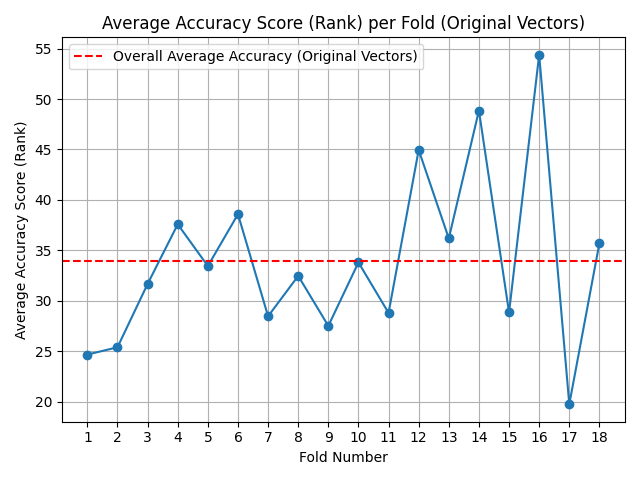 Average Accuracy Score (Rank) per Fold (Original Vectors)
Overall Average Accuracy (Original Vectors)
Average Accuracy Score (Rank)
55
50
45
40
35
30
25
20
1 2 3 4 5 6 7 8 9 10 11 12 13 14 15 16 17 18
Fold Number